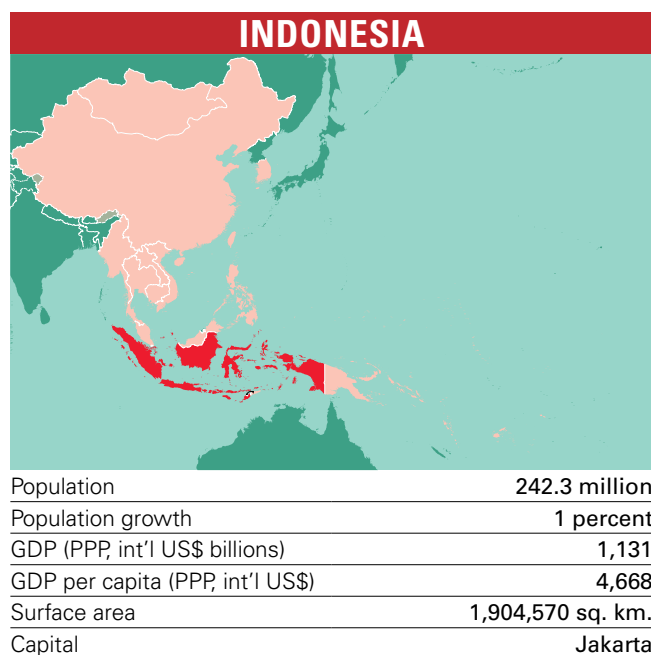 INDONESIA
Population 242.3 million
Population growth 1 percent
GDP (PPP, int'l US$ billions) 1,131
GDP per capita (PPP, int'l US$) 4,668
Surface area 1,904,570 sq. km.
Capital Jakarta